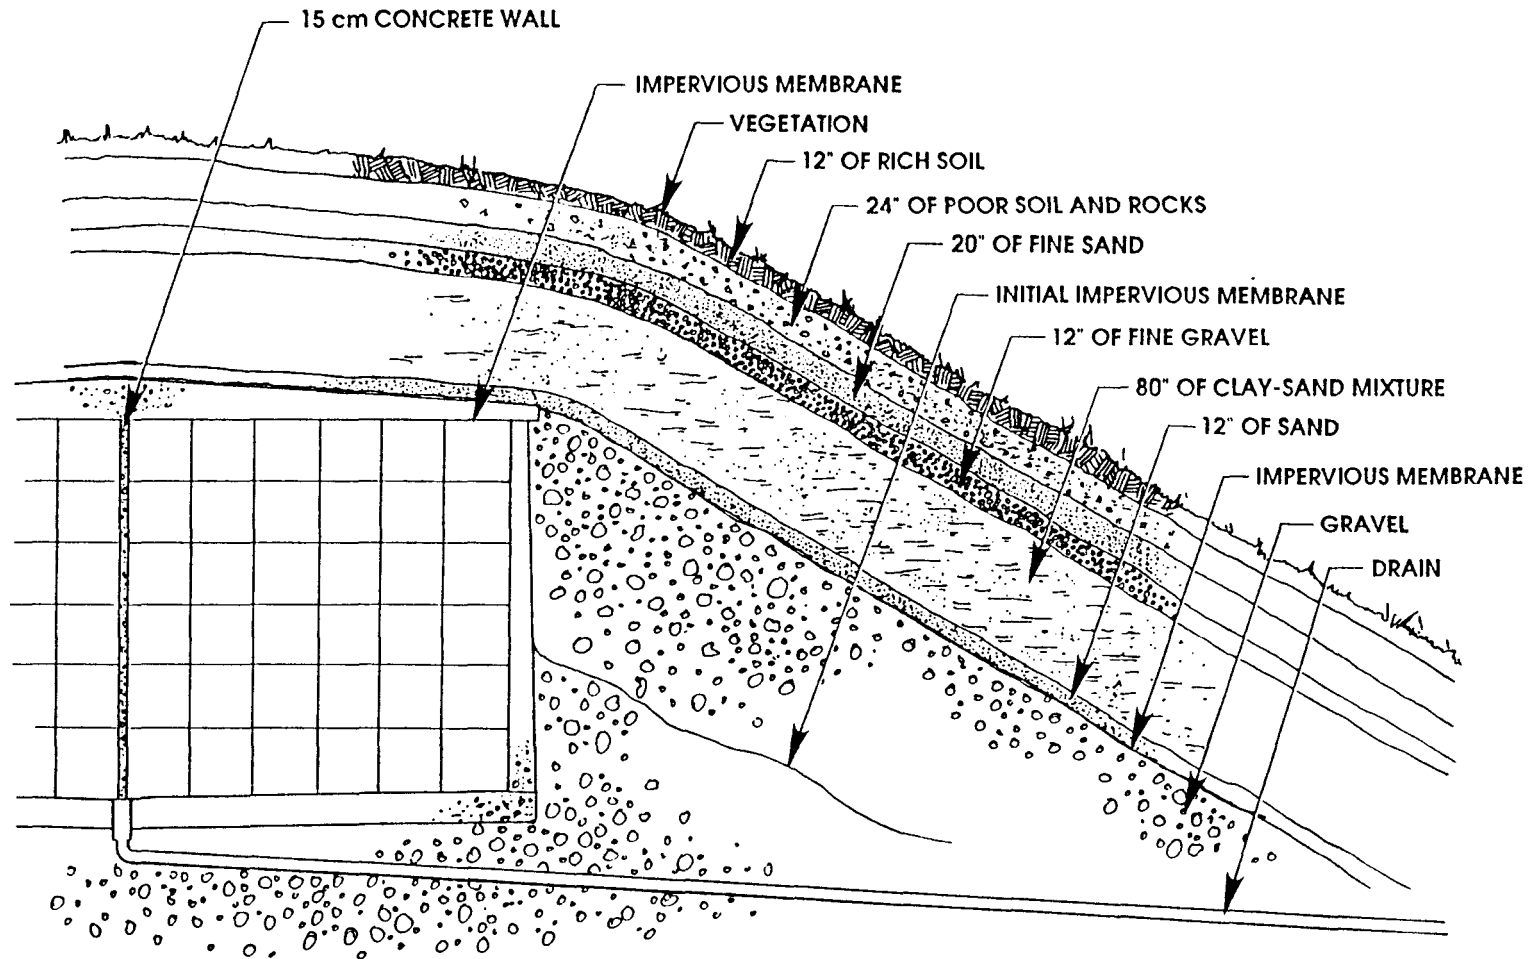 15 cm CONCRETE WALL
IMPERVIOUS MEMBRANE
VEGETATION
12" OF RICH SOIL
24" OF POOR SOIL AND ROCKS
20" OF FINE SAND
INITIAL IMPERVIOUS MEMBRANE
12" OF FINE GRAVEL
80" OF CLAY-SAND MIXTURE
12" OF SAND
IMPERVIOUS MEMBRANE
GRAVEL
DRAIN